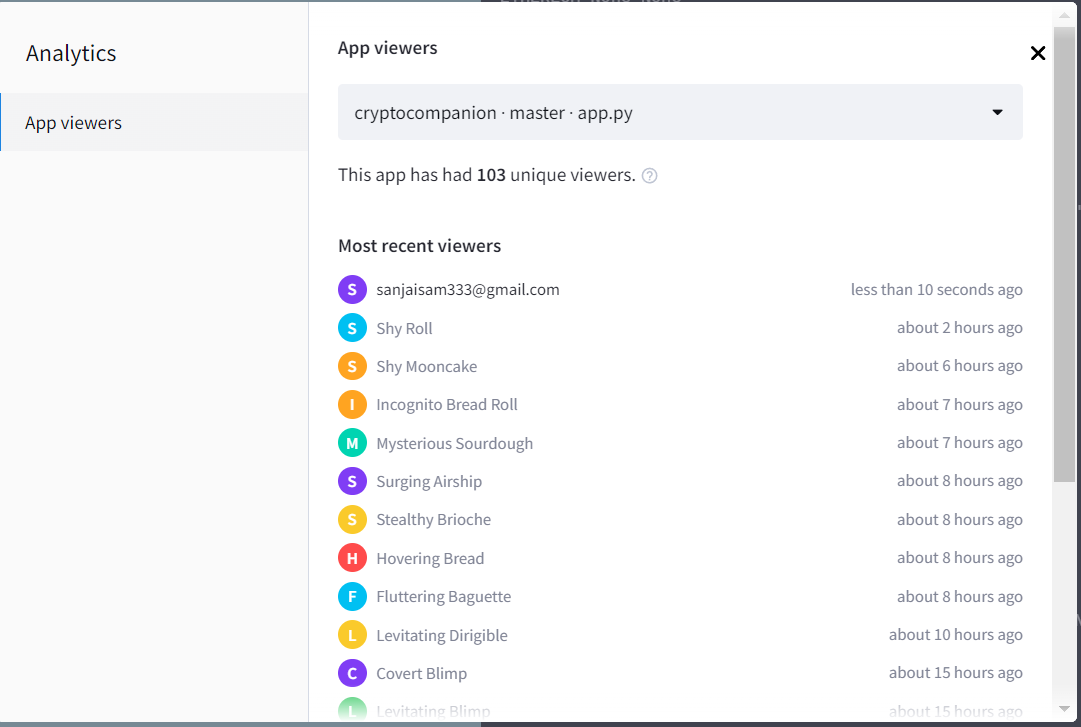 Analytics
App viewers
App viewers
cryptocompanion · master · app.py
This app has had 103 unique viewers. ?
Most recent viewers
S sanjaisam333@gmail.com less than 10 seconds ago
S Shy Roll about 2 hours ago
S Shy Mooncake about 6 hours ago
I Incognito Bread Roll about 7 hours ago
M Mysterious Sourdough about 7 hours ago
S Surging Airship about 8 hours ago
S Stealthy Brioche about 8 hours ago
H Hovering Bread about 8 hours ago
F Fluttering Baguette about 8 hours ago
L Levitating Dirigible about 10 hours ago
C Covert Blimp about 15 hours ago
L Levitating Blimp about 15 hours ago